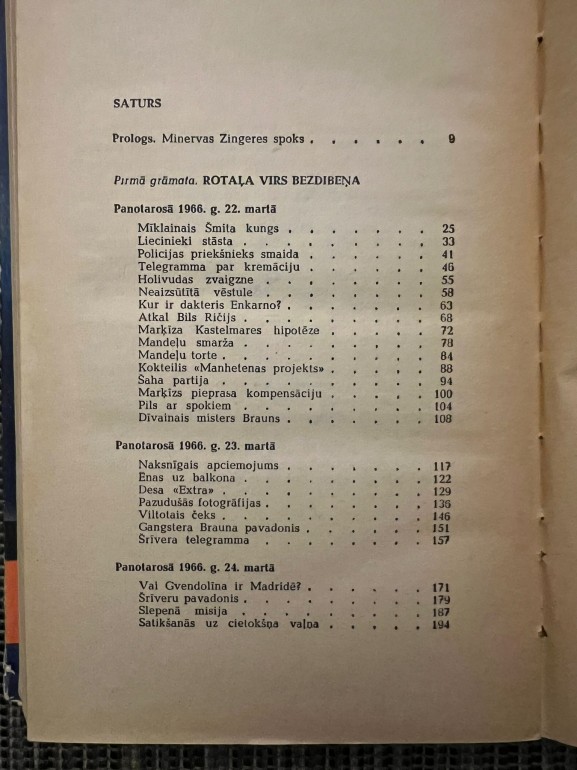 SATURS
Prologs. Minervas Zingeres spoks . . . . . . 9
Pirmā grāmata. ROTAĻA VIRS BEZDIBEŅA
Panotarosā 1966. g. 22. martā
Mīklainais Šmita kungs . . . . . . . 25
Liecinieki stāsta . . . . . . . . 33
Policijas priekšnieks smaida . . . . . . 41
Telegramma par kremāciju . . . . . . 46
Holivudas zvaigzne . . . . . . . 55
Neaizsūtītā vēstule . . . . . . . 58
Kur ir dakteris Enkarno? . . . . . . . 63
Atkal Bils Ričijs . . . . . . . . 68
Marķīza Kastelmares hipotēze . . . . . 72
Mandeļu smarža . . . . . . . . 78
Mandeļu torte . . . . . . . . . 84
Kokteilis «Manhetenas projekts» . . . . . 88
Šaha partija . . . . . . . . . 94
Marķīzs pieprasa kompensāciju . . . . . 100
Pils ar spokiem . . . . . . . . 104
Dīvainais misters Brauns . . . . . . . 108
Panotarosā 1966. g. 23. martā
Naksnīgais apciemojums . . . . . . . 117
Ēnas uz balkona . . . . . . . . 122
Desa «Extra» . . . . . . . . . 129
Pazudušās fotogrāfijas . . . . . . . 136
Viltotais čeks . . . . . . . . . 146
Gangstera Brauna pavadonis . . . . . . 151
Šrīvera telegramma . . . . . . . 157
Panotarosā 1966. g. 24. martā
Vai Gvendolīna ir Madridē? . . . . . . 171
Šrīveru pavadonis . . . . . . . . 179
Slepenā misija . . . . . . . . 187
Satikšanās uz cietokšņa vaļņa . . . . . 194